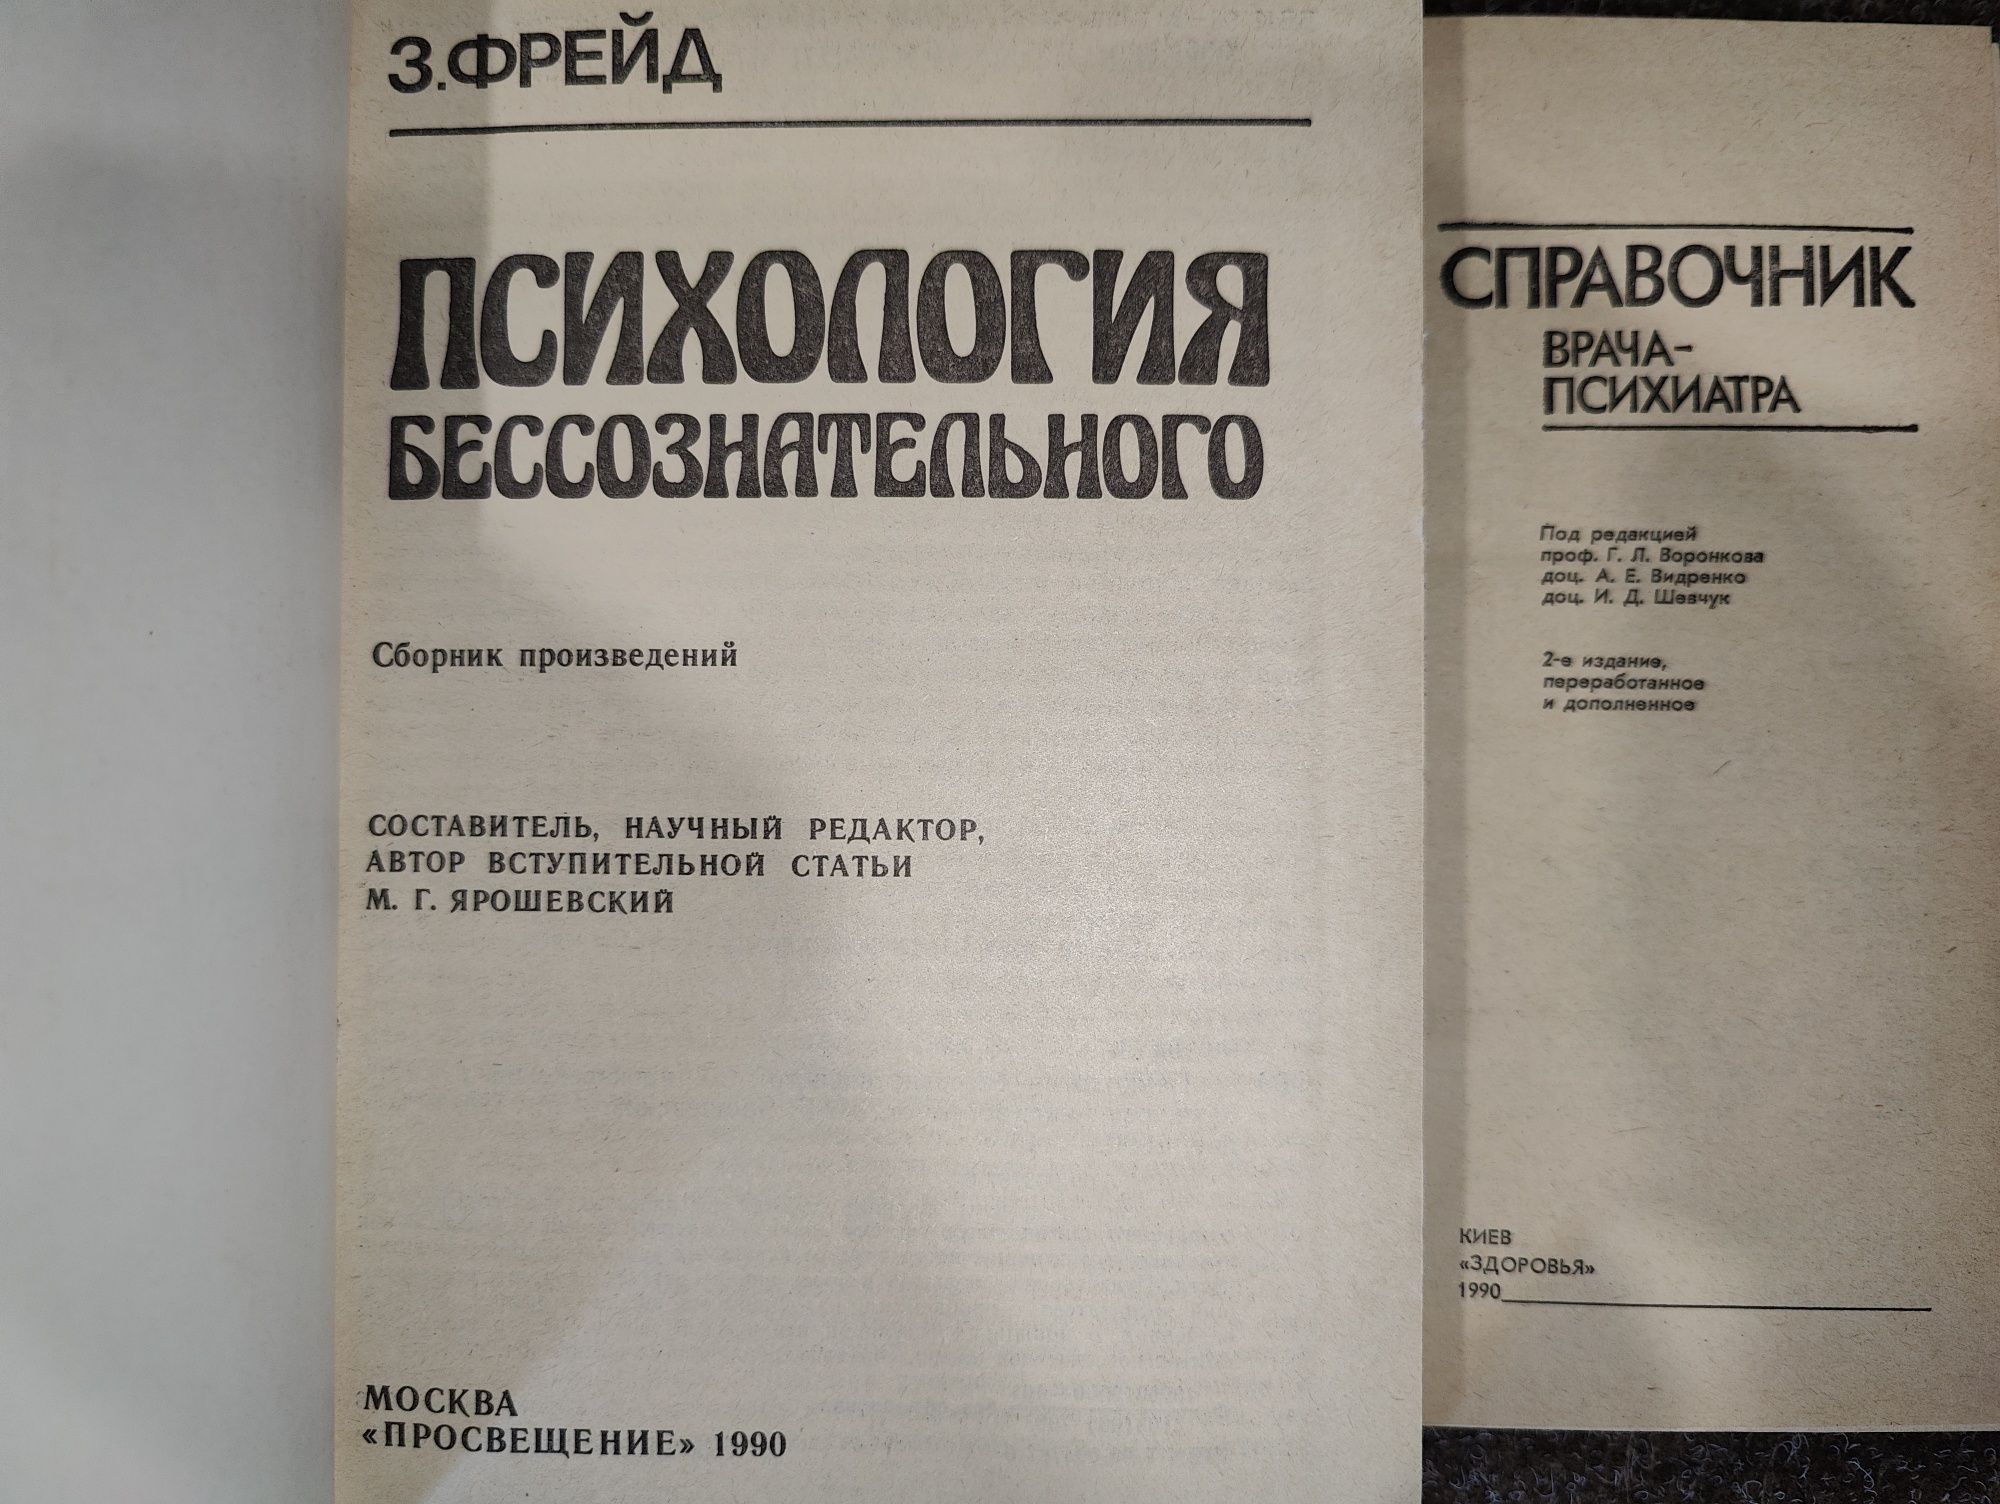 З.ФРЕЙД
ПСИХОЛОГИЯ
БЕССОЗНАТЕЛЬНОГО
Сборник произведений
СОСТАВИТЕЛЬ, НАУЧНЫЙ РЕДАКТОР,
АВТОР ВСТУПИТЕЛЬНОЙ СТАТЬИ
М. Г. ЯРОШЕВСКИЙ
МОСКВА
«ПРОСВЕЩЕНИЕ» 1990
СПРАВОЧНИК
ВРАЧА-
ПСИХИАТРА
Под редакцией
проф. Г. Л. Воронкова
доц. А. Е. Видренко
доц. И. Д. Шевчук
2-е издание,
переработанное
и дополненное
КИЕВ
«ЗДОРОВЬЯ»
1990